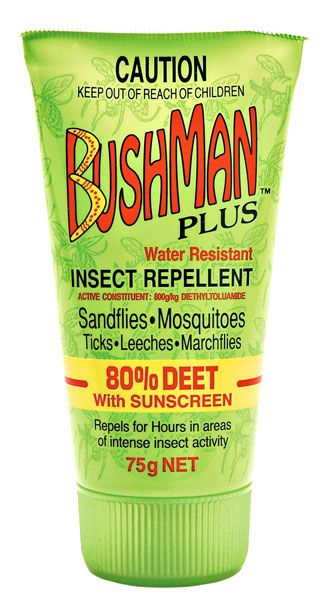 CAUTION
KEEP OUT OF REACH OF CHILDREN
BUSHMAN™
PLUS
Water Resistant
INSECT REPELLENT
ACTIVE CONSTITUENT: 800g/kg DIETHYLTOLUAMIDE
Sandflies•Mosquitoes
Ticks•Leeches•Marchflies
80% DEET
With SUNSCREEN
Repels for Hours in areas
of intense insect activity
75g NET